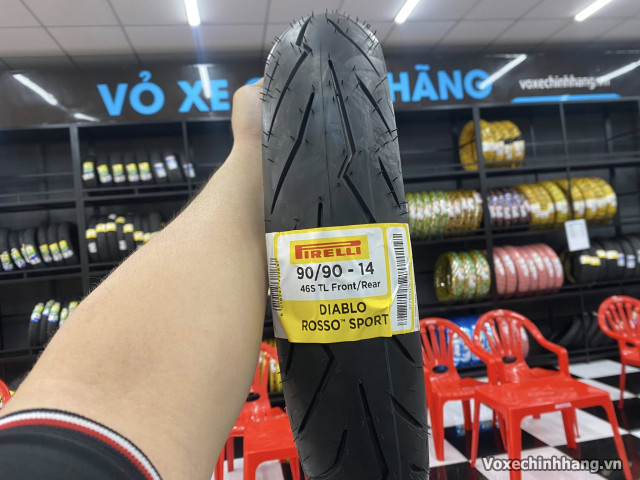 VỎ XE C HÃNG
voxechinhhang.vn
PIRELLI
90/90 - 14
46S TL Front/Rear
DIABLO
ROSSO™ SPORT
Voxechinhhang.vn